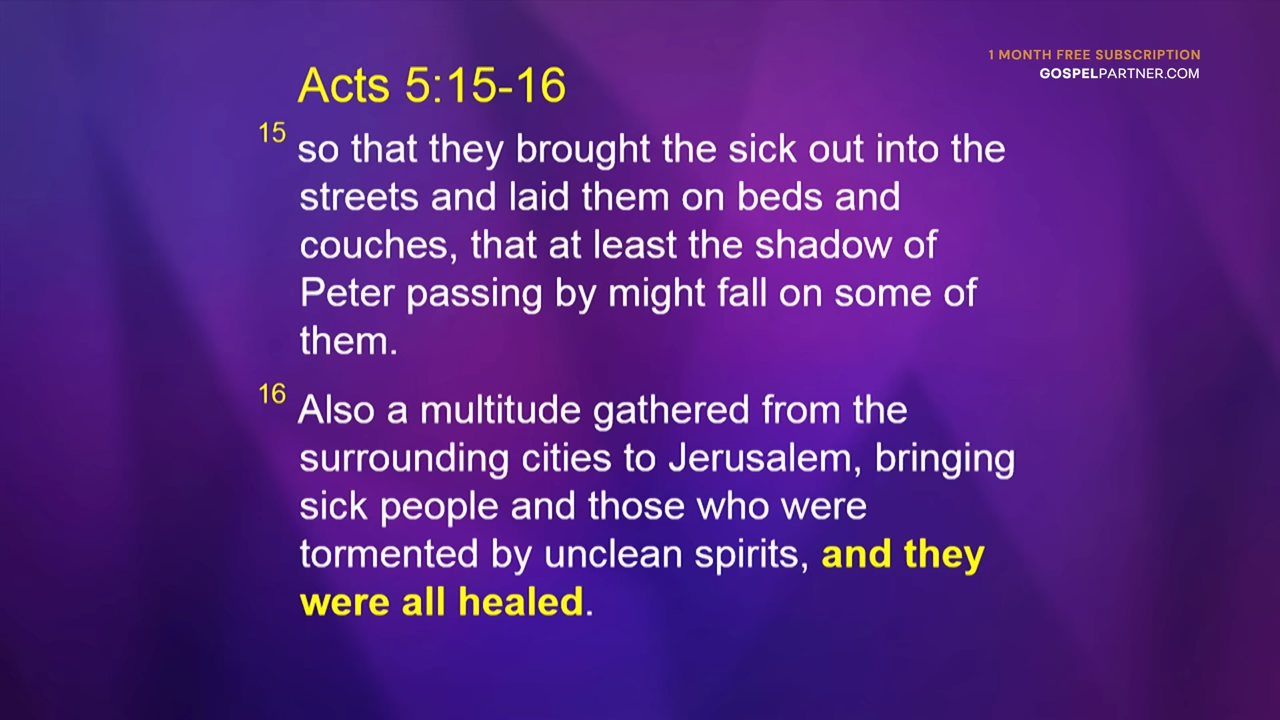 1 MONTH FREE SUBSCRIPTION
GOSPELPARTNER.COM
Acts 5:15-16
15 so that they brought the sick out into the
streets and laid them on beds and
couches, that at least the shadow of
Peter passing by might fall on some of
them.
16 Also a multitude gathered from the
surrounding cities to Jerusalem, bringing
sick people and those who were
tormented by unclean spirits, and they
were all healed.